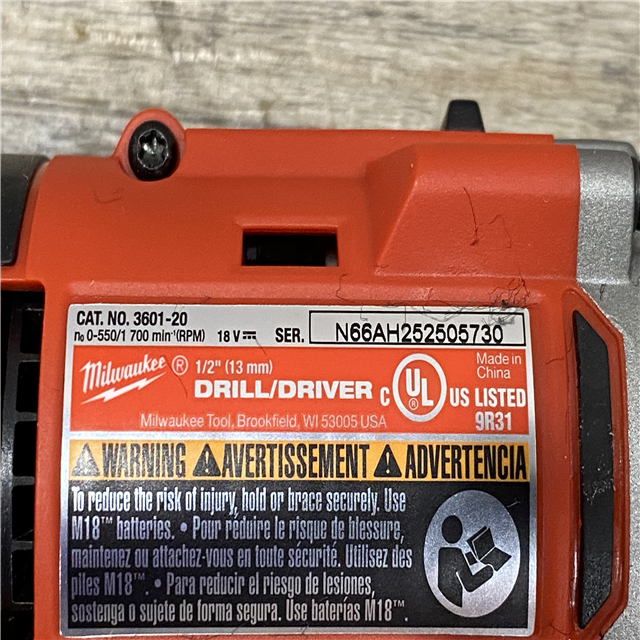 CAT. NO. 3601-20
n₀ 0-550/1 700 min⁻¹(RPM) 18 V⎓ SER. N66AH252505730
Milwaukee ® 1/2" (13 mm)
DRILL/DRIVER
Milwaukee Tool, Brookfield, WI 53005 USA
C UL ® US LISTED
9R31
Made in
China
WARNING AVERTISSEMENT ADVERTENCIA
To reduce the risk of injury, hold or brace securely. Use
M18™ batteries. • Pour réduire le risque de blessure,
maintenez ou attachez-vous en toute sécurité. Utilisez des
piles M18™. • Para reducir el riesgo de lesiones,
sostenga o sujete de forma segura. Use baterías M18™.